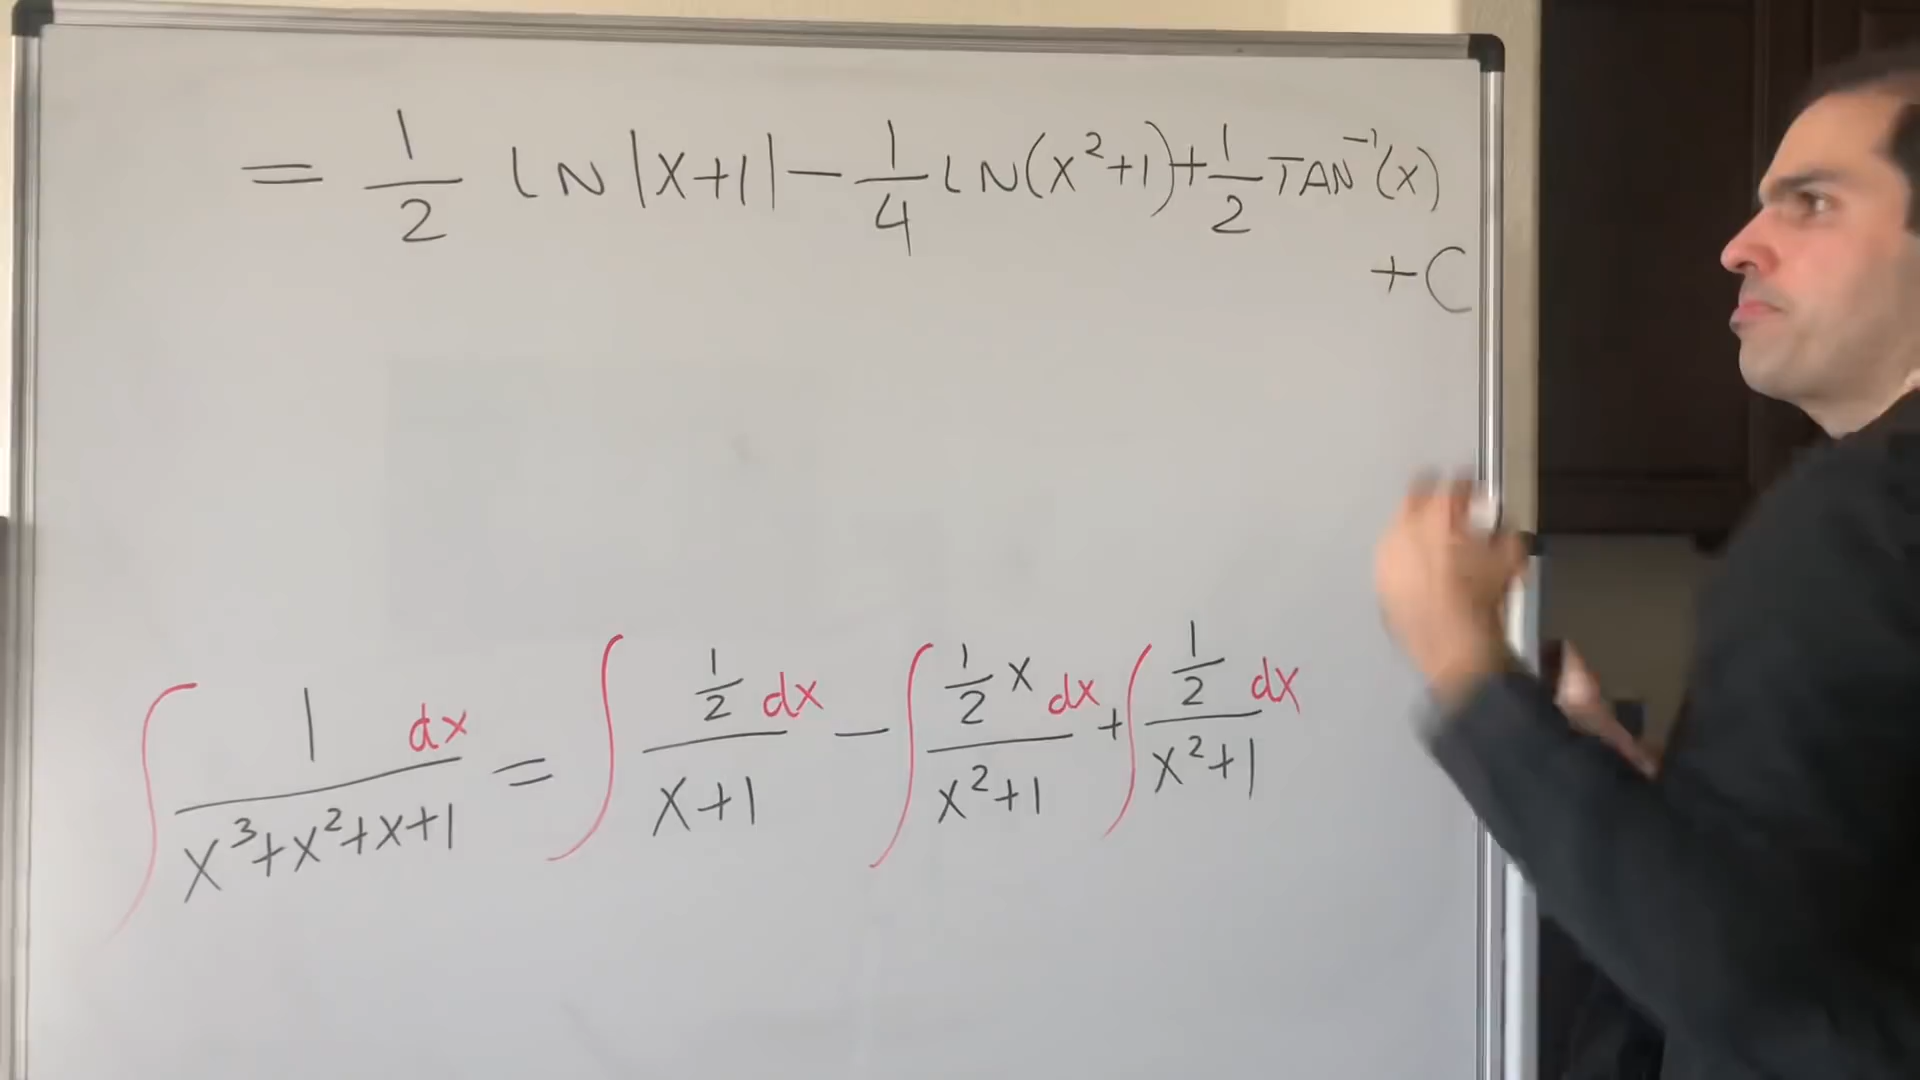 = 1/2 LN|X+1| - 1/4 LN(X²+1) + 1/2 TAN⁻¹(X)
+C
∫ 1 dx / (X³+X²+X+1) = ∫ 1/2 dx / (X+1) - ∫ 1/2 X dx / (X²+1) + ∫ 1/2 dx / (X²+1)